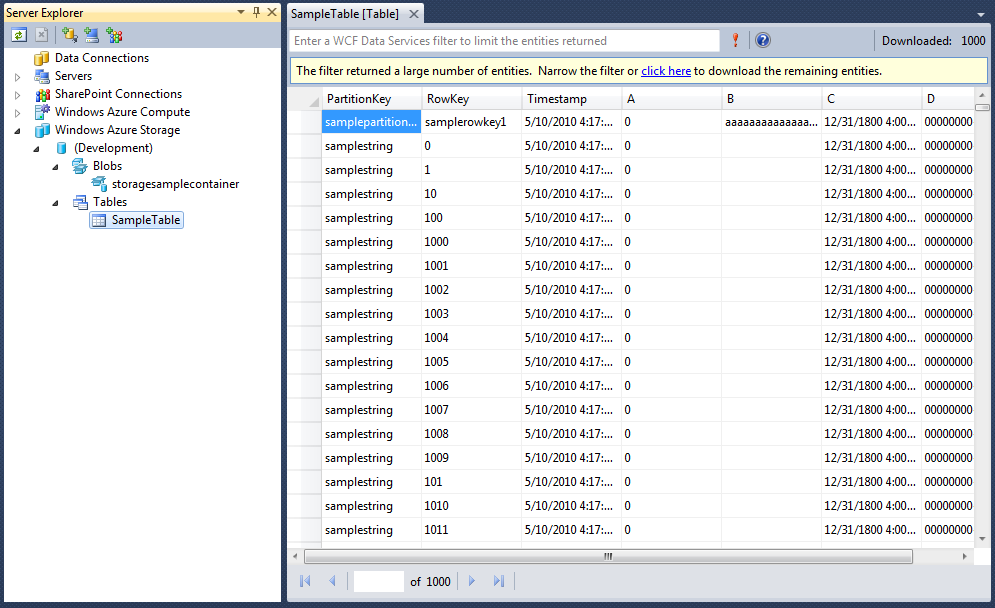 Server Explorer
Data Connections
Servers
SharePoint Connections
Windows Azure Compute
Windows Azure Storage
(Development)
Blobs
storagesamplecontainer
Tables
SampleTable
SampleTable [Table]
Enter a WCF Data Services filter to limit the entities returned
Downloaded: 1000
The filter returned a large number of entities. Narrow the filter or click here to download the remaining entities.
PartitionKey RowKey Timestamp A B C D
samplepartition... samplerowkey1 5/10/2010 4:17:... 0 aaaaaaaaaaaaaa... 12/31/1800 4:00... 00000000
samplestring 0 5/10/2010 4:17:... 0 12/31/1800 4:00... 00000000
samplestring 1 5/10/2010 4:17:... 0 12/31/1800 4:00... 00000000
samplestring 10 5/10/2010 4:17:... 0 12/31/1800 4:00... 00000000
samplestring 100 5/10/2010 4:17:... 0 12/31/1800 4:00... 00000000
samplestring 1000 5/10/2010 4:17:... 0 12/31/1800 4:00... 00000000
samplestring 1001 5/10/2010 4:17:... 0 12/31/1800 4:00... 00000000
samplestring 1002 5/10/2010 4:17:... 0 12/31/1800 4:00... 00000000
samplestring 1003 5/10/2010 4:17:... 0 12/31/1800 4:00... 00000000
samplestring 1004 5/10/2010 4:17:... 0 12/31/1800 4:00... 00000000
samplestring 1005 5/10/2010 4:17:... 0 12/31/1800 4:00... 00000000
samplestring 1006 5/10/2010 4:17:... 0 12/31/1800 4:00... 00000000
samplestring 1007 5/10/2010 4:17:... 0 12/31/1800 4:00... 00000000
samplestring 1008 5/10/2010 4:17:... 0 12/31/1800 4:00... 00000000
samplestring 1009 5/10/2010 4:17:... 0 12/31/1800 4:00... 00000000
samplestring 101 5/10/2010 4:17:... 0 12/31/1800 4:00... 00000000
samplestring 1010 5/10/2010 4:17:... 0 12/31/1800 4:00... 00000000
samplestring 1011 5/10/2010 4:17:... 0 12/31/1800 4:00... 00000000
of 1000